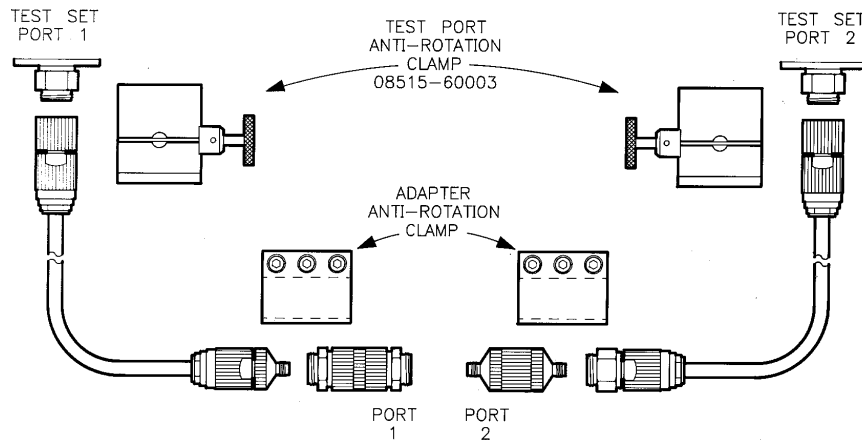 TEST SET
PORT 1
TEST PORT
ANTI-ROTATION
CLAMP
08515-60003
TEST SET
PORT 2
ADAPTER
ANTI-ROTATION
CLAMP
PORT
1
PORT
2